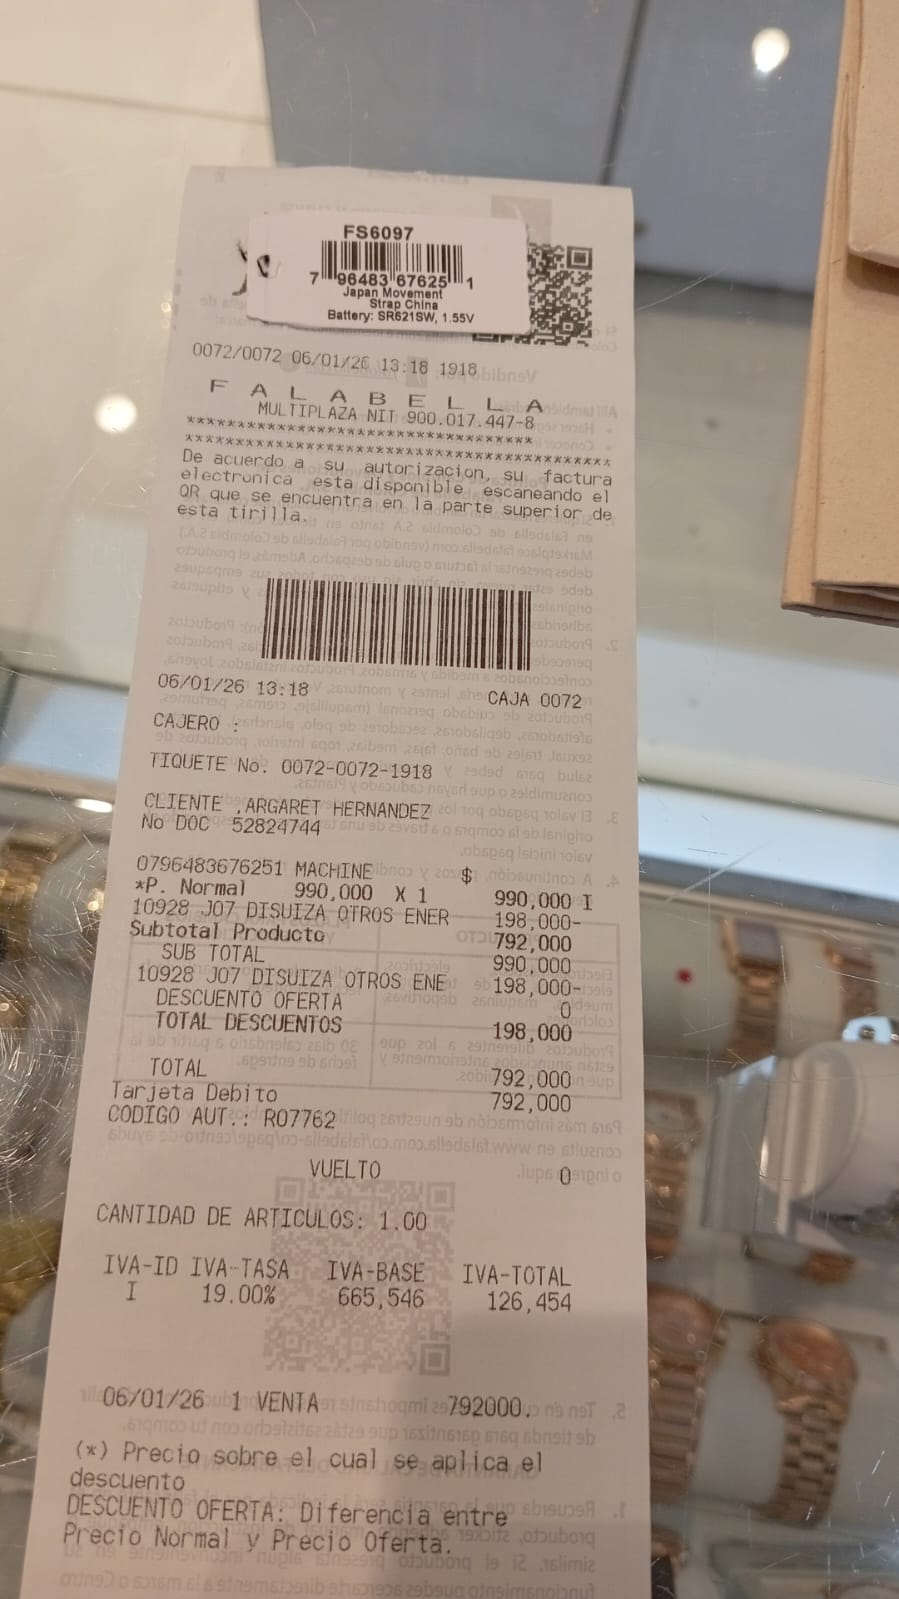 FS6097
7 96483 67625 1
Japan Movement
Strap China
Battery: SR621SW, 1.55V
0072/0072 06/01/26 13:18 1918
F A L A B E L L A
MULTIPLAZA NIT 900.017.447-8
De acuerdo a su autorizacion, su factura
electronica esta disponible escaneando el
QR que se encuentra en la parte superior de
esta tirilla.
06/01/26 13:18 CAJA 0072
CAJERO :
TIQUETE No. 0072-0072-1918
CLIENTE .ARGARET HERNANDEZ
No DOC 52824744
0796483676251 MACHINE $
*P. Normal 990,000 X 1 990,000 I
10928 J07 DISUIZA OTROS ENER 198,000-
Subtotal Producto 792,000
SUB TOTAL 990,000
10928 J07 DISUIZA OTROS ENE 198,000-
DESCUENTO OFERTA 0
TOTAL DESCUENTOS 198,000
TOTAL 792,000
Tarjeta Debito 792,000
CODIGO AUT.: R07762
VUELTO 0
CANTIDAD DE ARTICULOS: 1.00
IVA-ID IVA-TASA IVA-BASE IVA-TOTAL
I 19.00% 665,546 126,454
06/01/26 1 VENTA 792000.
(*) Precio sobre el cual se aplica el
descuento
DESCUENTO OFERTA: Diferencia entre
Precio Normal y Precio Oferta.